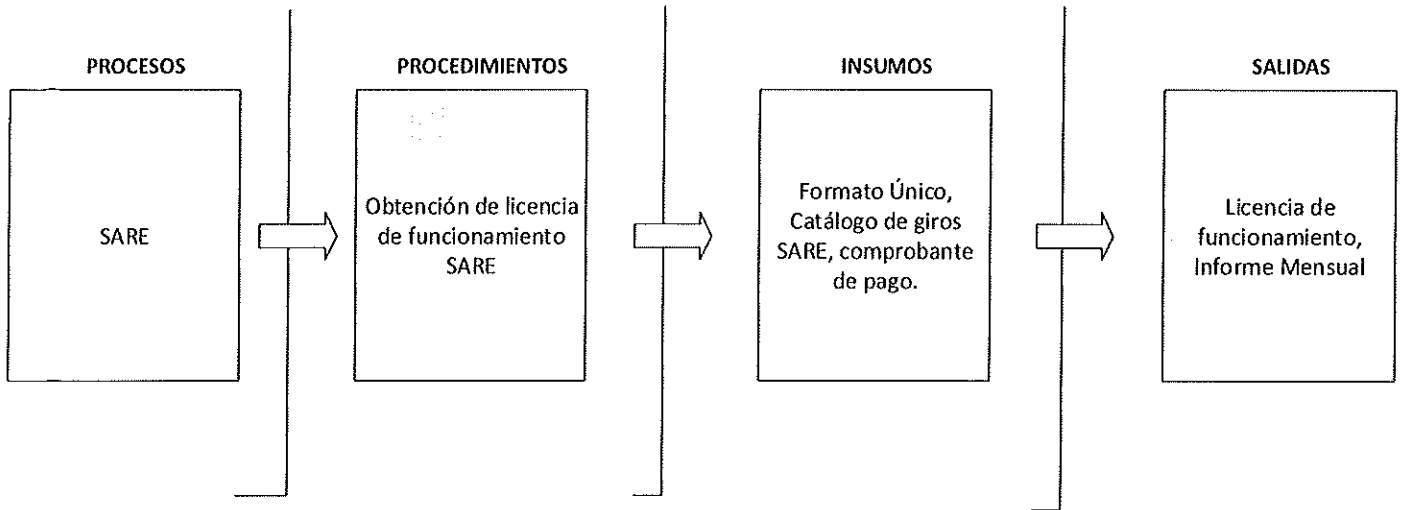 PROCESOS
PROCEDIMIENTOS
INSUMOS
SALIDAS
SARE
Obtención de licencia
de funcionamiento
SARE
Formato Único,
Catálogo de giros
SARE, comprobante
de pago.
Licencia de
funcionamiento,
Informe Mensual